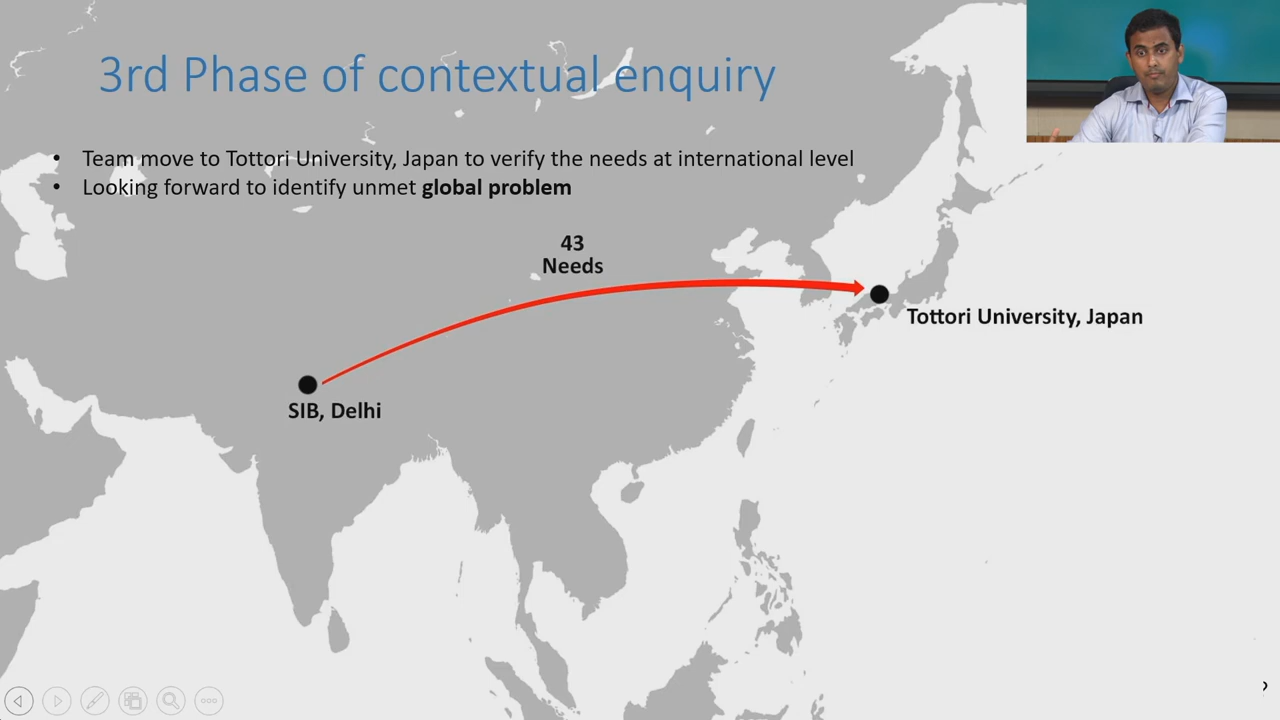 3rd Phase of contextual enquiry
• Team move to Tottori University, Japan to verify the needs at international level
• Looking forward to identify unmet global problem
43
Needs
Tottori University, Japan
SIB, Delhi